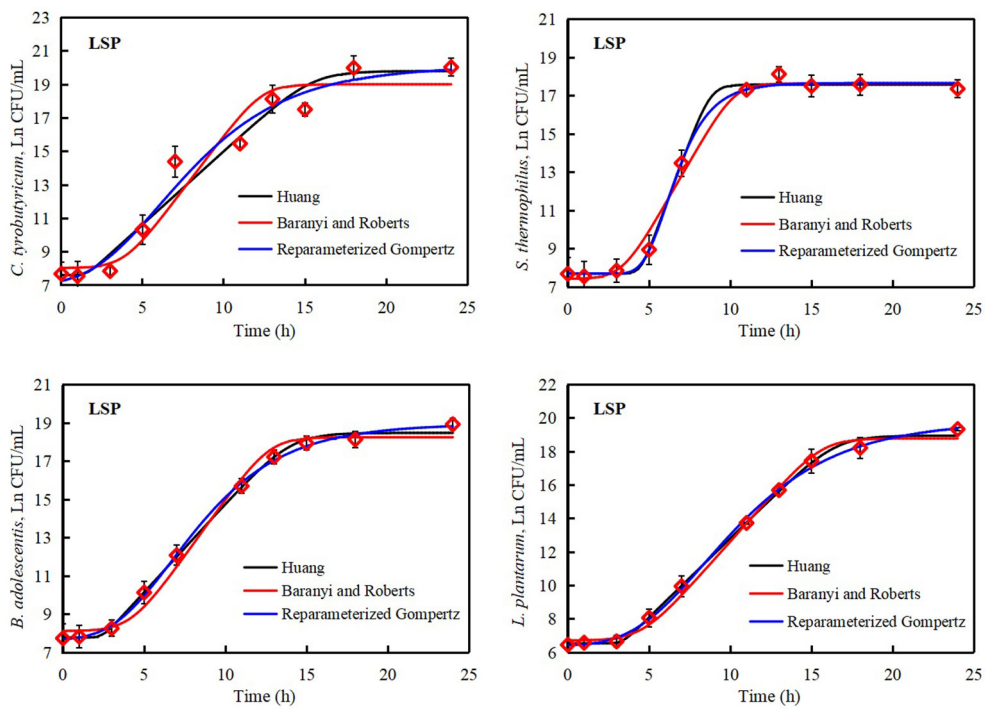 LSP
C. tyrobutyricum, Ln CFU/mL
23
21
19
17
15
13
11
9
7
Huang
Baranyi and Roberts
Reparameterized Gompertz
0 5 10 15 20 25
Time (h)
LSP
S. thermophilus, Ln CFU/mL
21
19
17
15
13
11
9
7
Huang
Baranyi and Roberts
Reparameterized Gompertz
0 5 10 15 20 25
Time (h)
LSP
B. adolescentis, Ln CFU/mL
21
19
17
15
13
11
9
7
Huang
Baranyi and Roberts
Reparameterized Gompertz
0 5 10 15 20 25
Time (h)
LSP
L. plantarum, Ln CFU/mL
22
20
18
16
14
12
10
8
6
Huang
Baranyi and Roberts
Reparameterized Gompertz
0 5 10 15 20 25
Time (h)